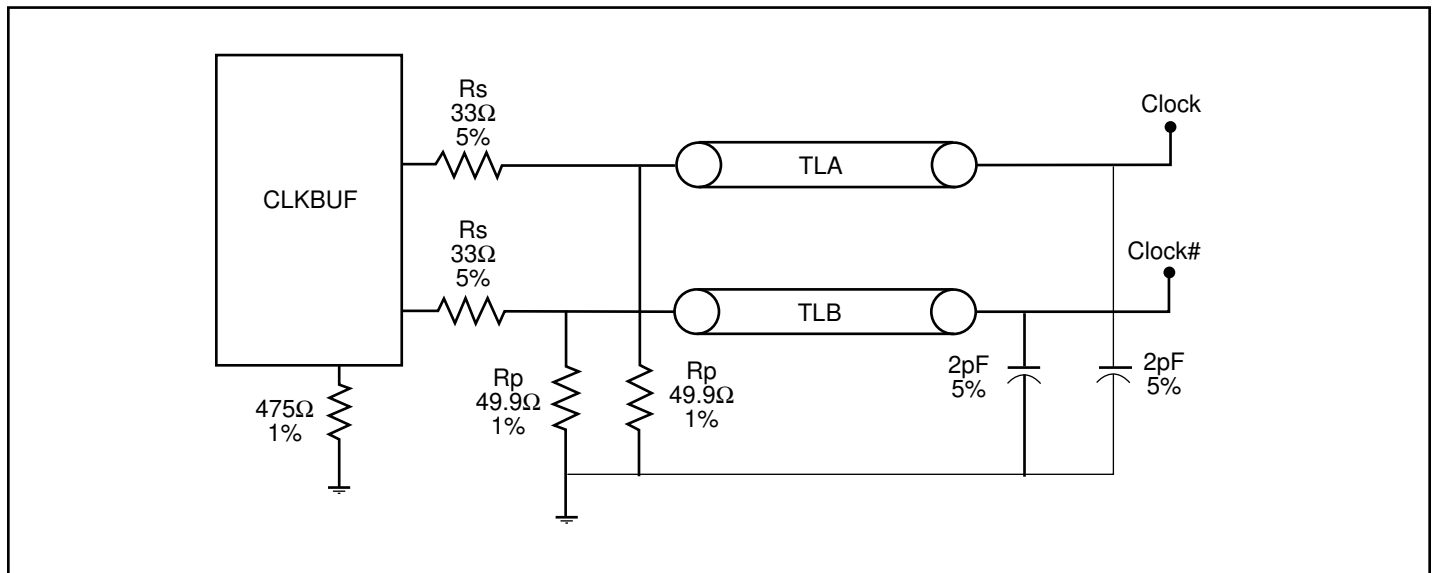 Rs
33Ω
5%
Clock
TLA
CLKBUF
Rs
33Ω
5%
Clock#
TLB
475Ω
1%
Rp
49.9Ω
1%
Rp
49.9Ω
1%
2pF
5%
2pF
5%